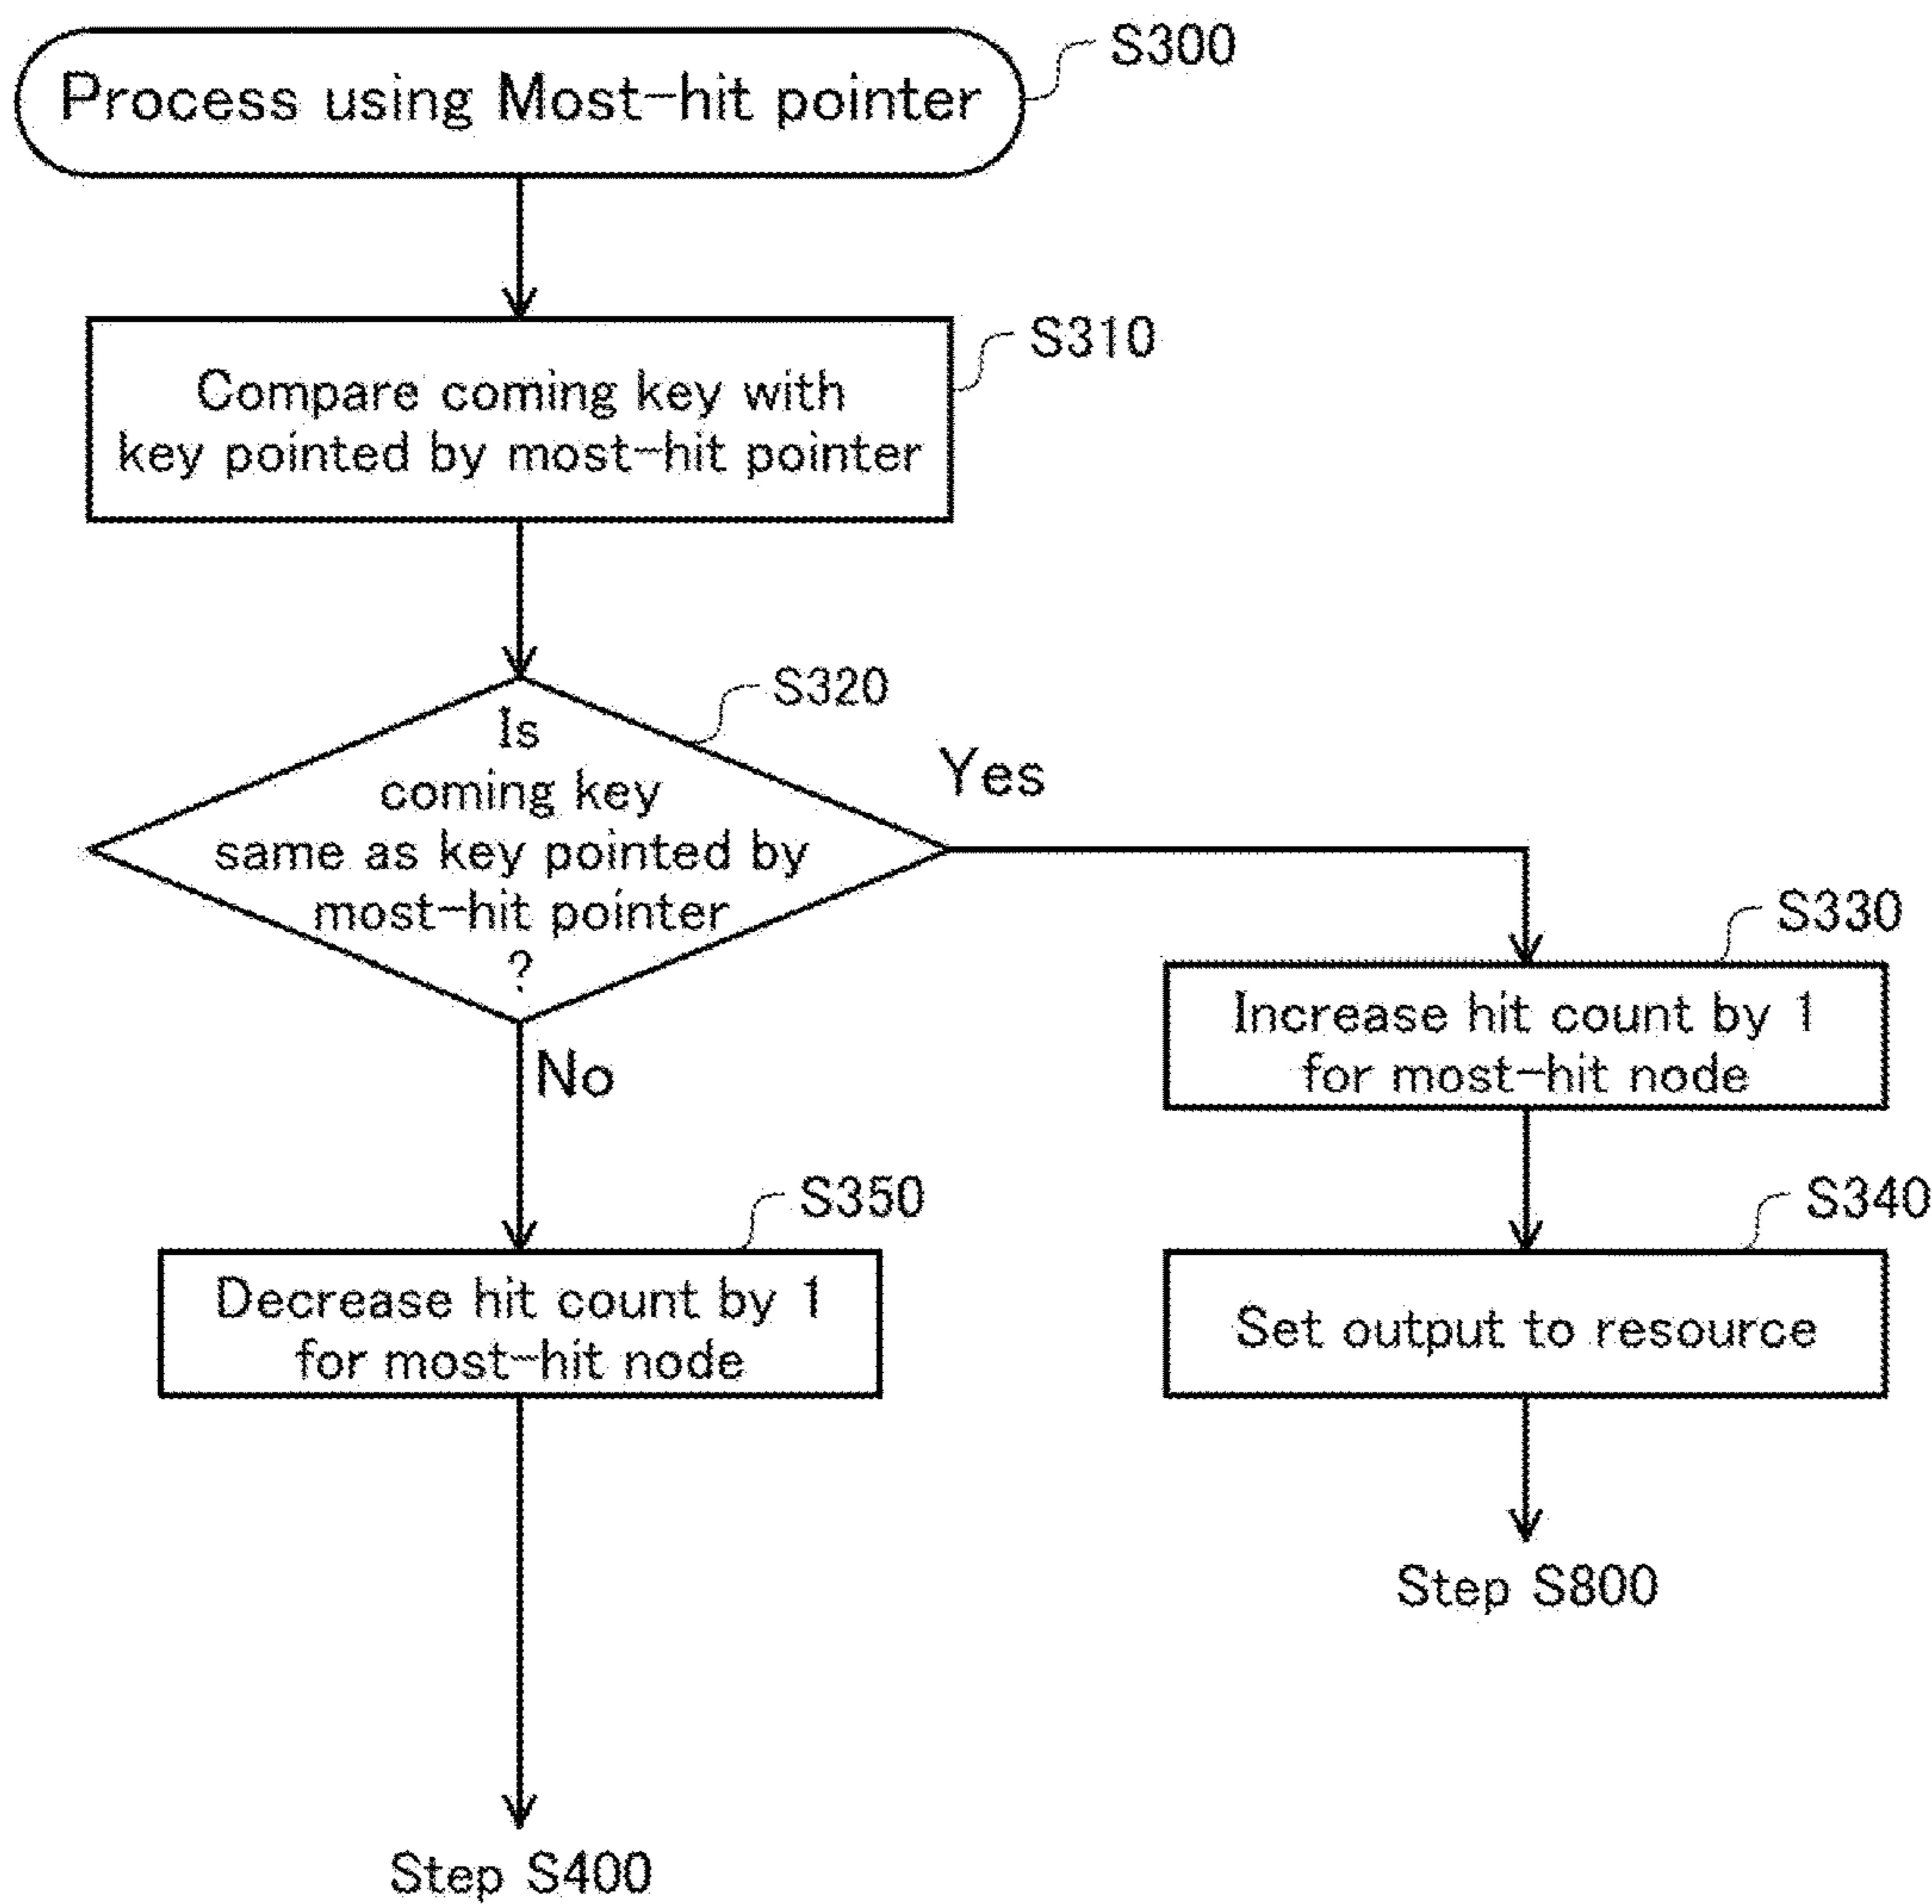 Process using Most-hit pointer
S300
S310
Compare coming key with
key pointed by most-hit pointer
S320
Is
coming key
same as key pointed by
most-hit pointer
?
Yes
No
S330
Increase hit count by 1
for most-hit node
S350
Decrease hit count by 1
for most-hit node
S340
Set output to resource
Step S800
Step S400